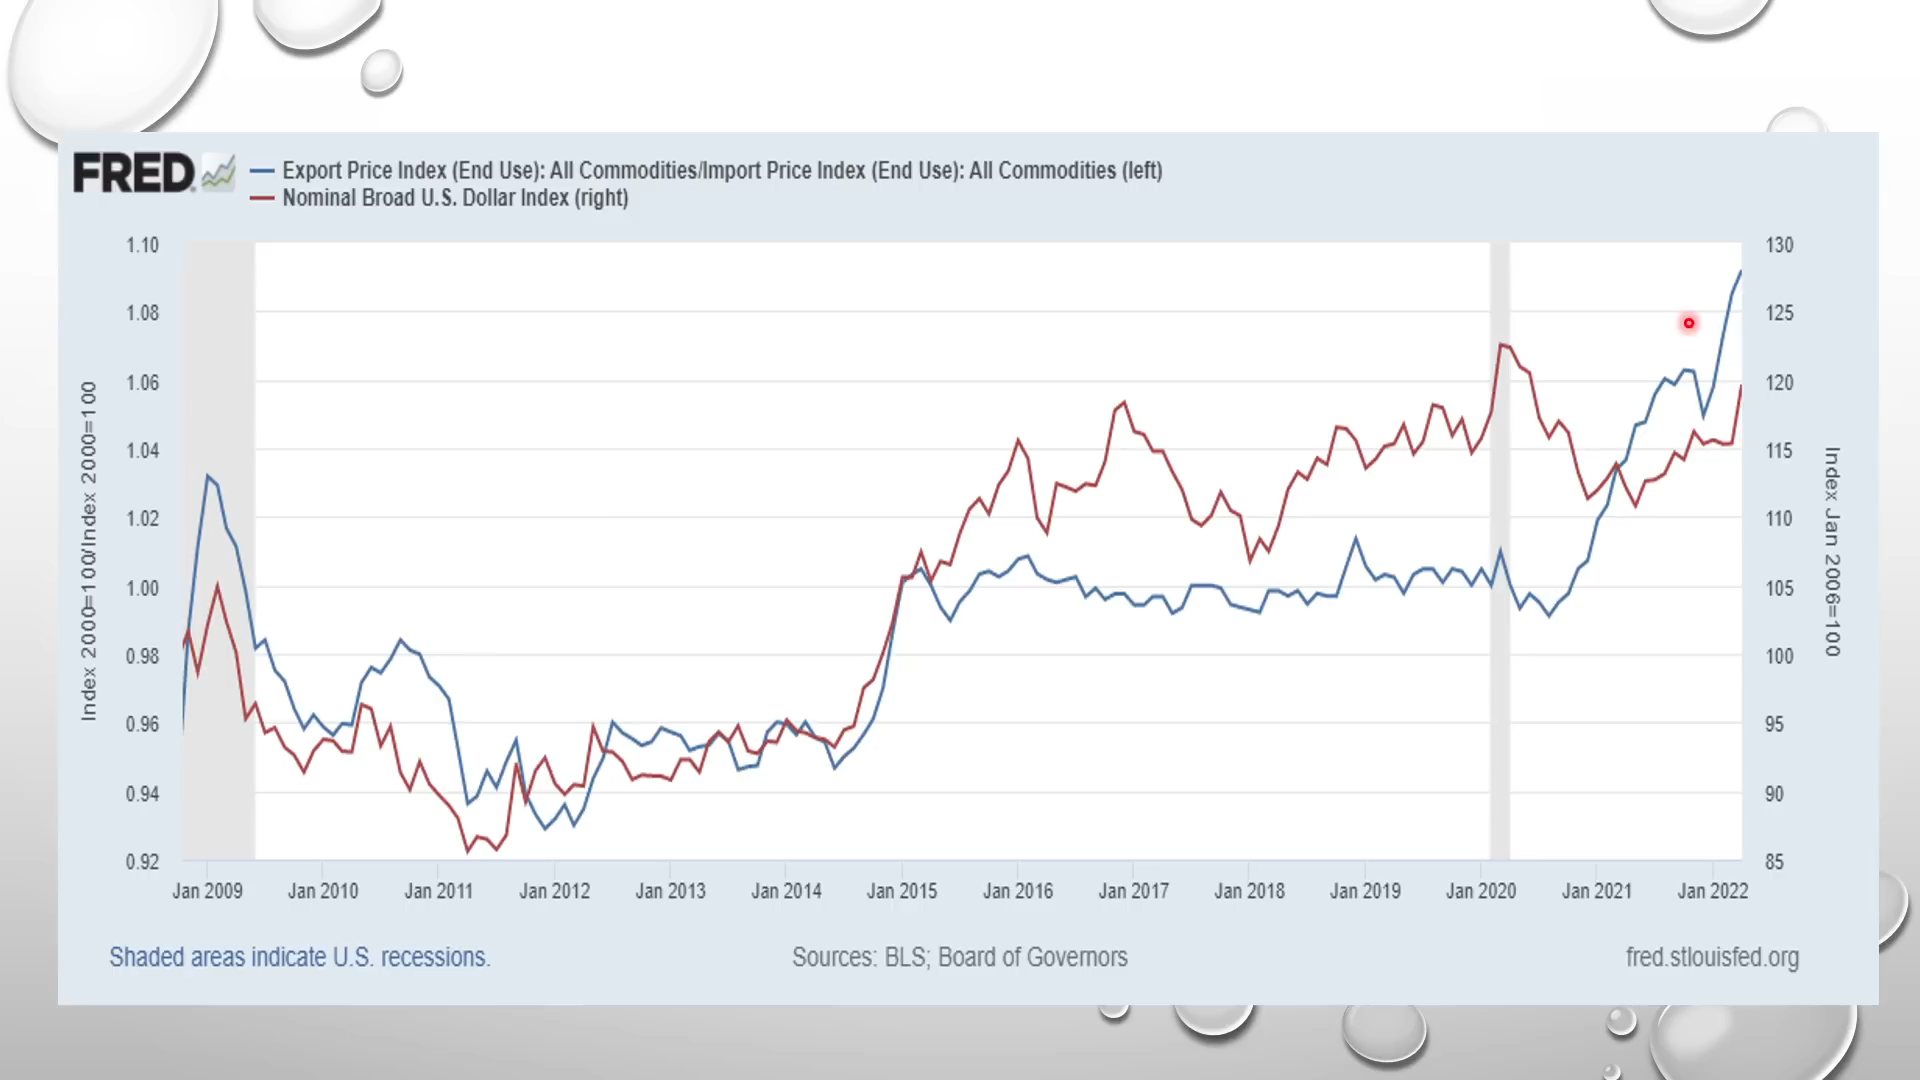 FRED
Export Price Index (End Use): All Commodities/Import Price Index (End Use): All Commodities (left)
Nominal Broad U.S. Dollar Index (right)
1.10
1.08
1.06
1.04
1.02
1.00
0.98
0.96
0.94
0.92
Index 2000=100/Index 2000=100
130
125
120
115
110
105
100
95
90
85
Index Jan 2006=100
Jan 2009 Jan 2010 Jan 2011 Jan 2012 Jan 2013 Jan 2014 Jan 2015 Jan 2016 Jan 2017 Jan 2018 Jan 2019 Jan 2020 Jan 2021 Jan 2022
Shaded areas indicate U.S. recessions. Sources: BLS; Board of Governors fred.stlouisfed.org